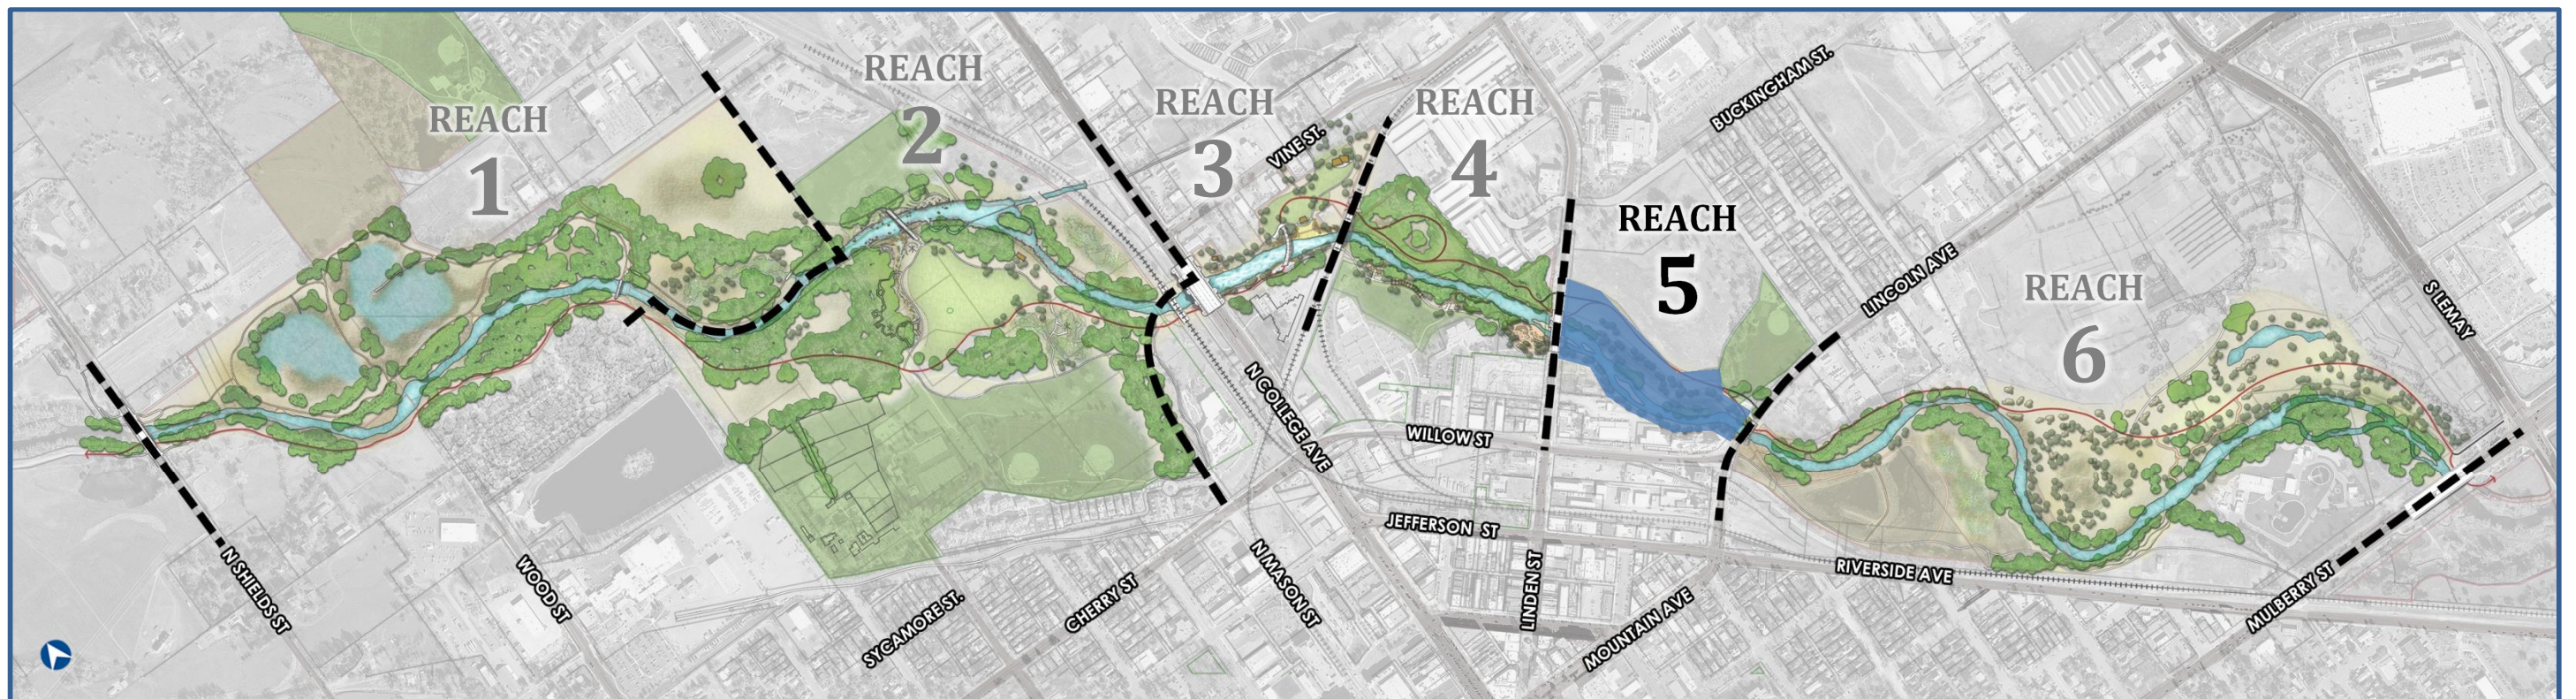 REACH
1
REACH
2
REACH
3
REACH
4
REACH
5
REACH
6
VINE ST.
BUCKINGHAM ST.
LINCOLN AVE
S LEMAY
N COLLEGE AVE
WILLOW ST
JEFFERSON ST
LINDEN ST
N SHIELDS ST
WOOD ST
SYCAMORE ST.
CHERRY ST
N MASON ST
MOUNTAIN AVE
RIVERSIDE AVE
MULBERRY ST